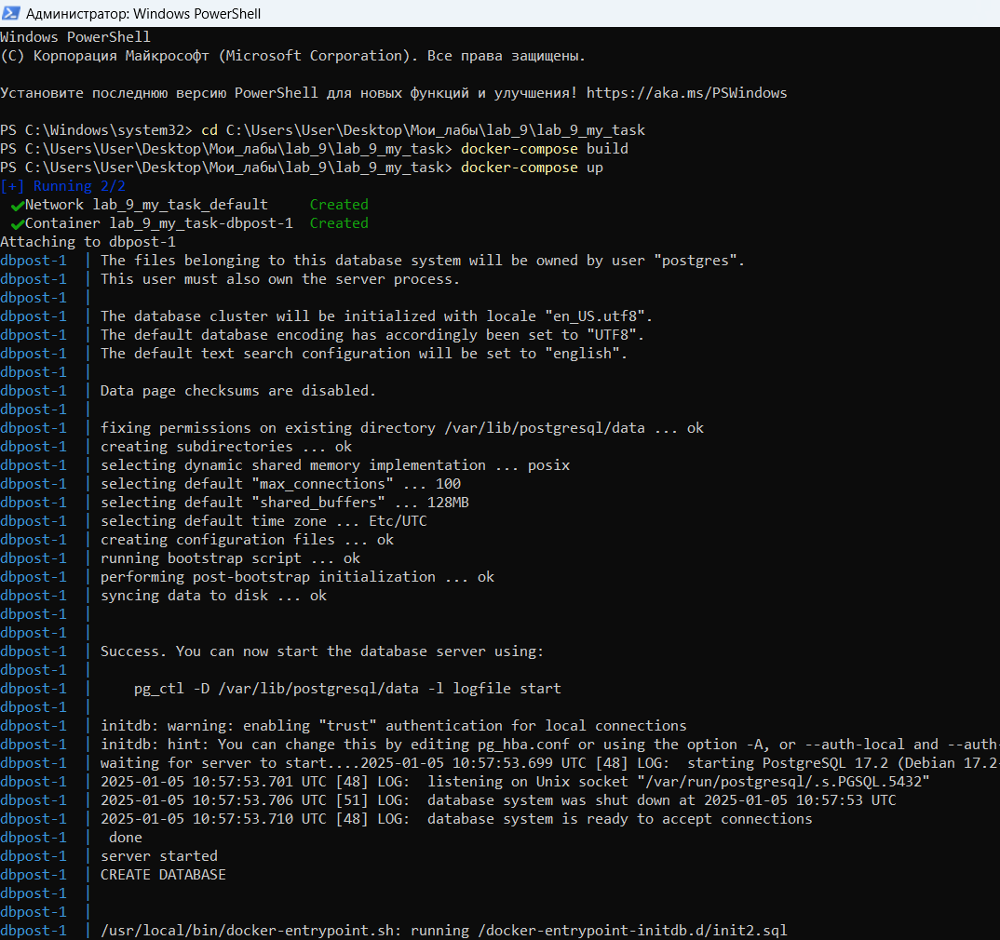 Администратор: Windows PowerShell
Windows PowerShell
(C) Корпорация Майкрософт (Microsoft Corporation). Все права защищены.
Установите последнюю версию PowerShell для новых функций и улучшения! https://aka.ms/PSWindows
PS C:\Windows\system32> cd C:\Users\User\Desktop\Мои_лабы\lab_9\lab_9_my_task
PS C:\Users\User\Desktop\Мои_лабы\lab_9\lab_9_my_task> docker-compose build
PS C:\Users\User\Desktop\Мои_лабы\lab_9\lab_9_my_task> docker-compose up
[+] Running 2/2
✔Network lab_9_my_task_default     Created
✔Container lab_9_my_task-dbpost-1  Created
Attaching to dbpost-1
dbpost-1  | The files belonging to this database system will be owned by user "postgres".
dbpost-1  | This user must also own the server process.
dbpost-1  |
dbpost-1  | The database cluster will be initialized with locale "en_US.utf8".
dbpost-1  | The default database encoding has accordingly been set to "UTF8".
dbpost-1  | The default text search configuration will be set to "english".
dbpost-1  |
dbpost-1  | Data page checksums are disabled.
dbpost-1  |
dbpost-1  | fixing permissions on existing directory /var/lib/postgresql/data ... ok
dbpost-1  | creating subdirectories ... ok
dbpost-1  | selecting dynamic shared memory implementation ... posix
dbpost-1  | selecting default "max_connections" ... 100
dbpost-1  | selecting default "shared_buffers" ... 128MB
dbpost-1  | selecting default time zone ... Etc/UTC
dbpost-1  | creating configuration files ... ok
dbpost-1  | running bootstrap script ... ok
dbpost-1  | performing post-bootstrap initialization ... ok
dbpost-1  | syncing data to disk ... ok
dbpost-1  |
dbpost-1  |
dbpost-1  | Success. You can now start the database server using:
dbpost-1  |
dbpost-1  |     pg_ctl -D /var/lib/postgresql/data -l logfile start
dbpost-1  |
dbpost-1  | initdb: warning: enabling "trust" authentication for local connections
dbpost-1  | initdb: hint: You can change this by editing pg_hba.conf or using the option -A, or --auth-local and --auth-
dbpost-1  | waiting for server to start....2025-01-05 10:57:53.699 UTC [48] LOG:  starting PostgreSQL 17.2 (Debian 17.2-
dbpost-1  | 2025-01-05 10:57:53.701 UTC [48] LOG:  listening on Unix socket "/var/run/postgresql/.s.PGSQL.5432"
dbpost-1  | 2025-01-05 10:57:53.706 UTC [51] LOG:  database system was shut down at 2025-01-05 10:57:53 UTC
dbpost-1  | 2025-01-05 10:57:53.710 UTC [48] LOG:  database system is ready to accept connections
dbpost-1  |  done
dbpost-1  | server started
dbpost-1  | CREATE DATABASE
dbpost-1  |
dbpost-1  |
dbpost-1  | /usr/local/bin/docker-entrypoint.sh: running /docker-entrypoint-initdb.d/init2.sql